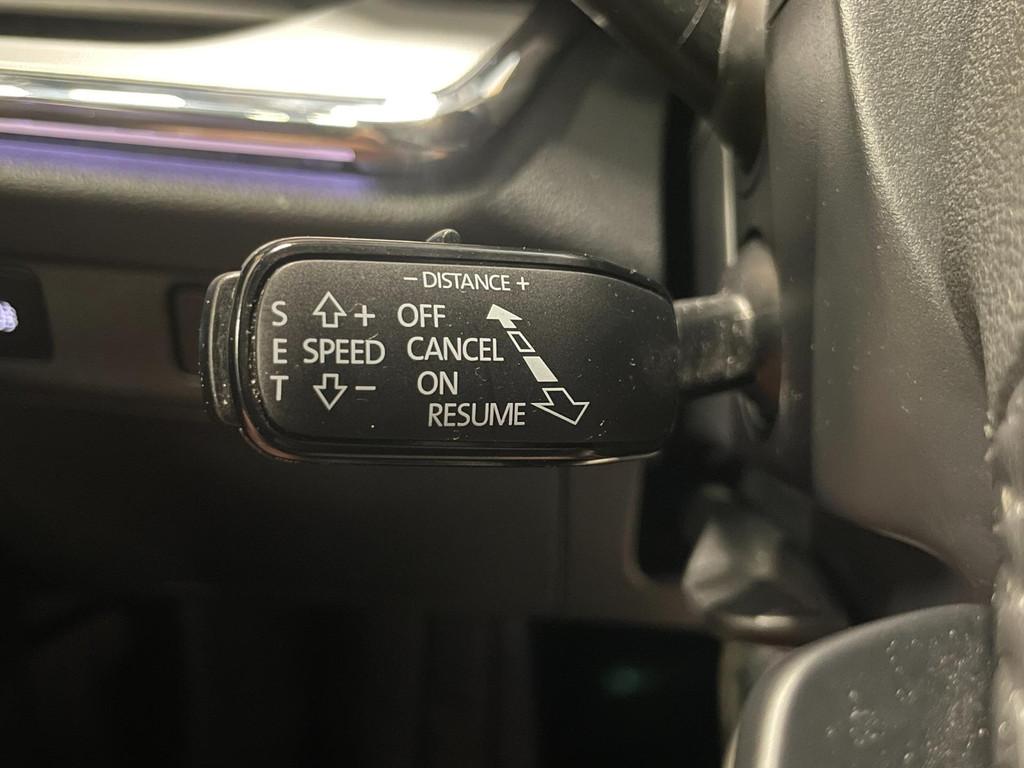 - DISTANCE +
S + OFF
E SPEED CANCEL
T - ON
RESUME